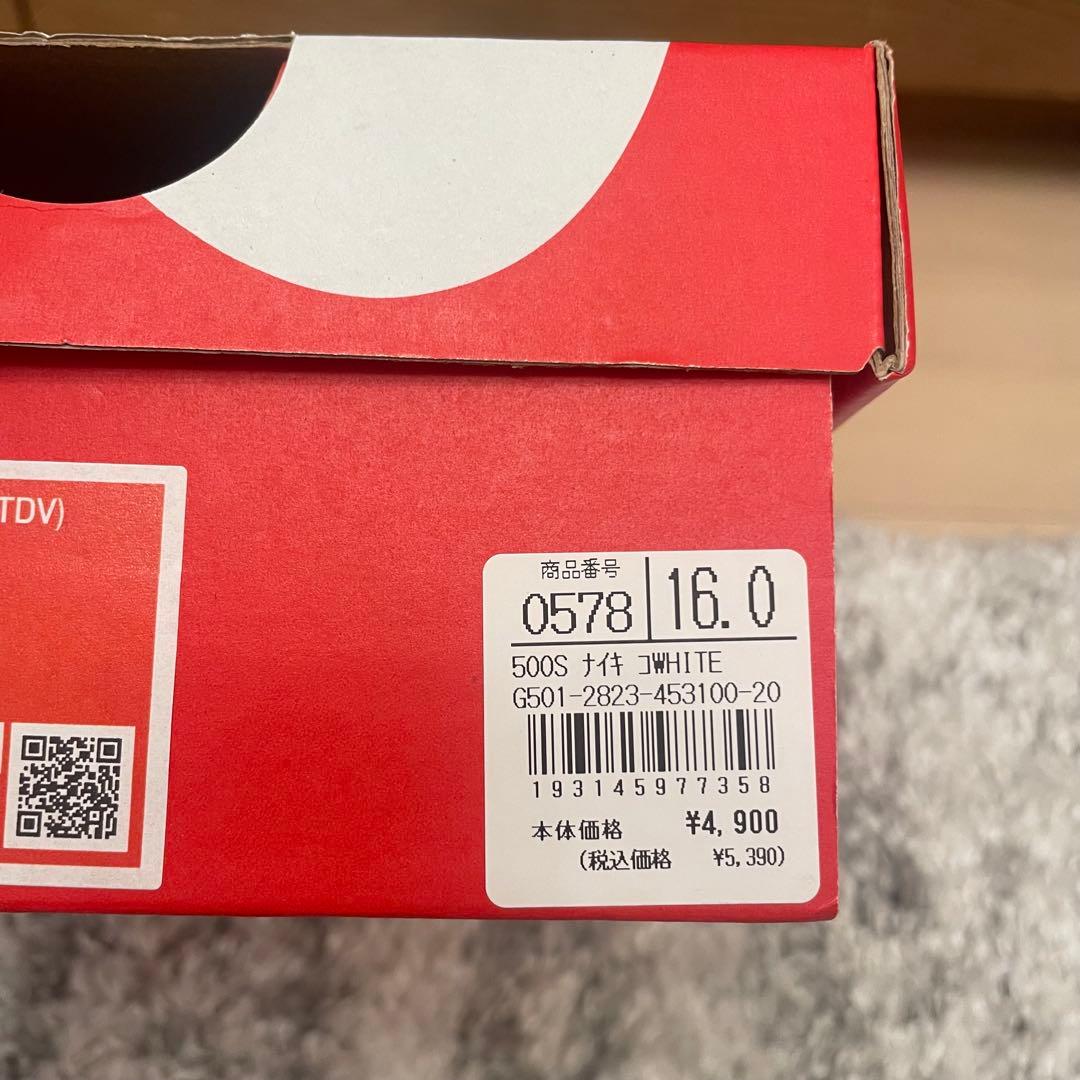 TDV)
商品番号
0578
16.0
500S ﾅｲｷ ｺWHITE
G501-2823-453100-20
193145977358
本体価格 ¥4,900
(税込価格 ¥5,390)